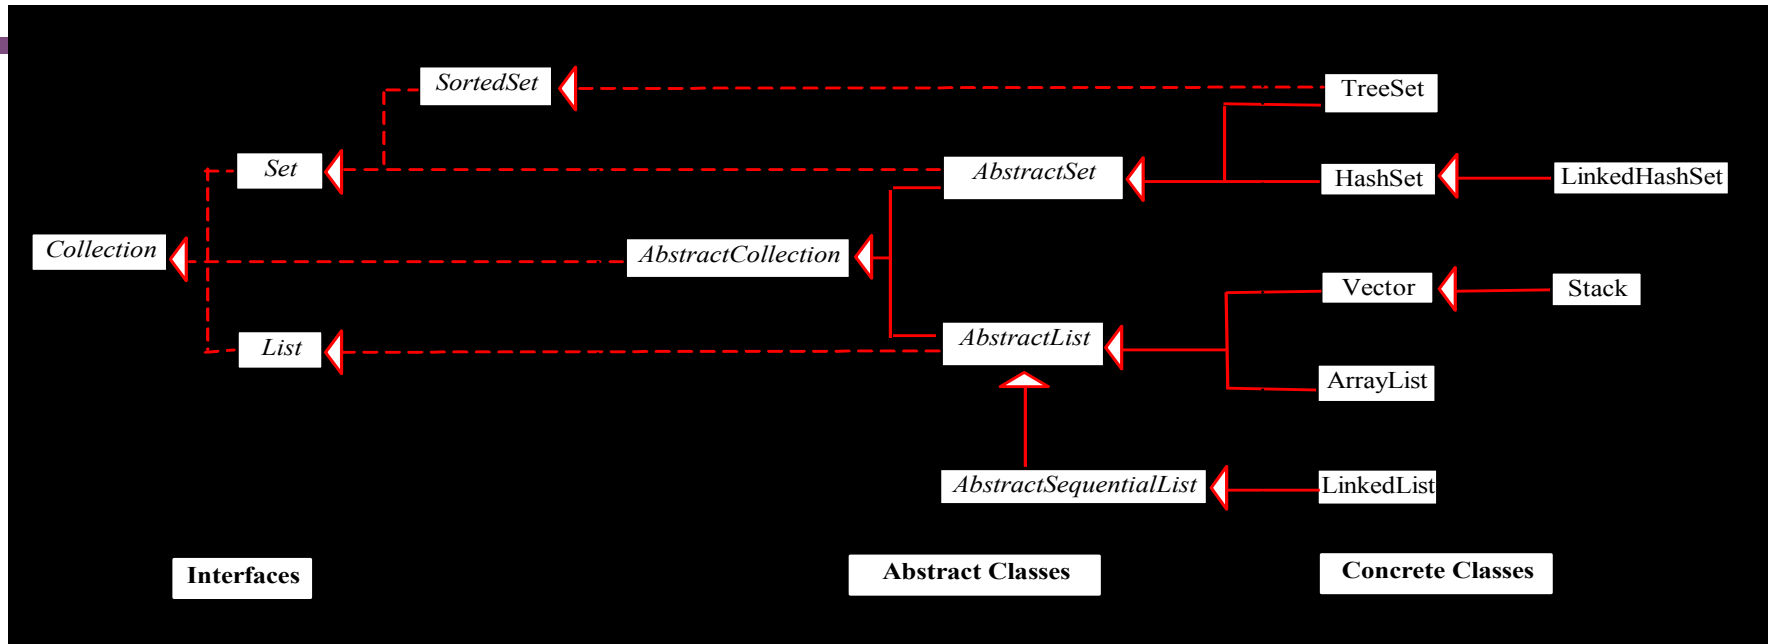 SortedSet
TreeSet
Set
AbstractSet
HashSet
LinkedHashSet
Collection
AbstractCollection
Vector
Stack
List
AbstractList
ArrayList
AbstractSequentialList
LinkedList
Interfaces
Abstract Classes
Concrete Classes